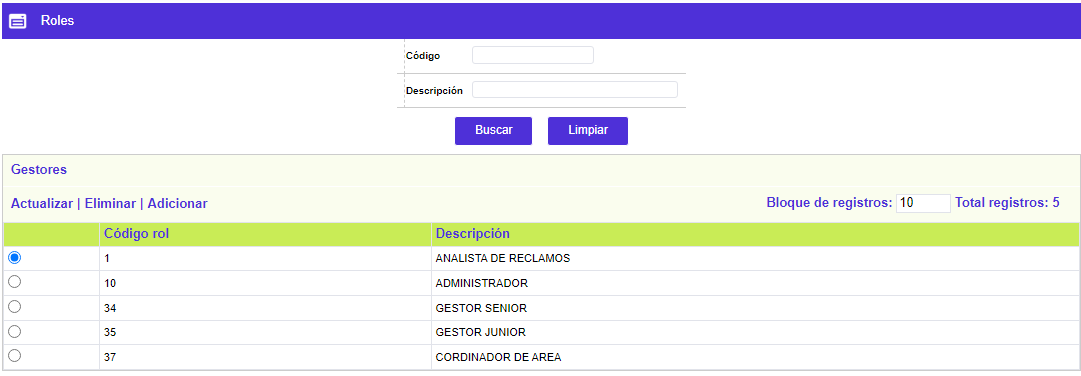 Roles
Código
Descripción
Buscar Limpiar
Gestores
Actualizar | Eliminar | Adicionar Bloque de registros: 10 Total registros: 5
Código rol Descripción
1 ANALISTA DE RECLAMOS
10 ADMINISTRADOR
34 GESTOR SENIOR
35 GESTOR JUNIOR
37 CORDINADOR DE AREA